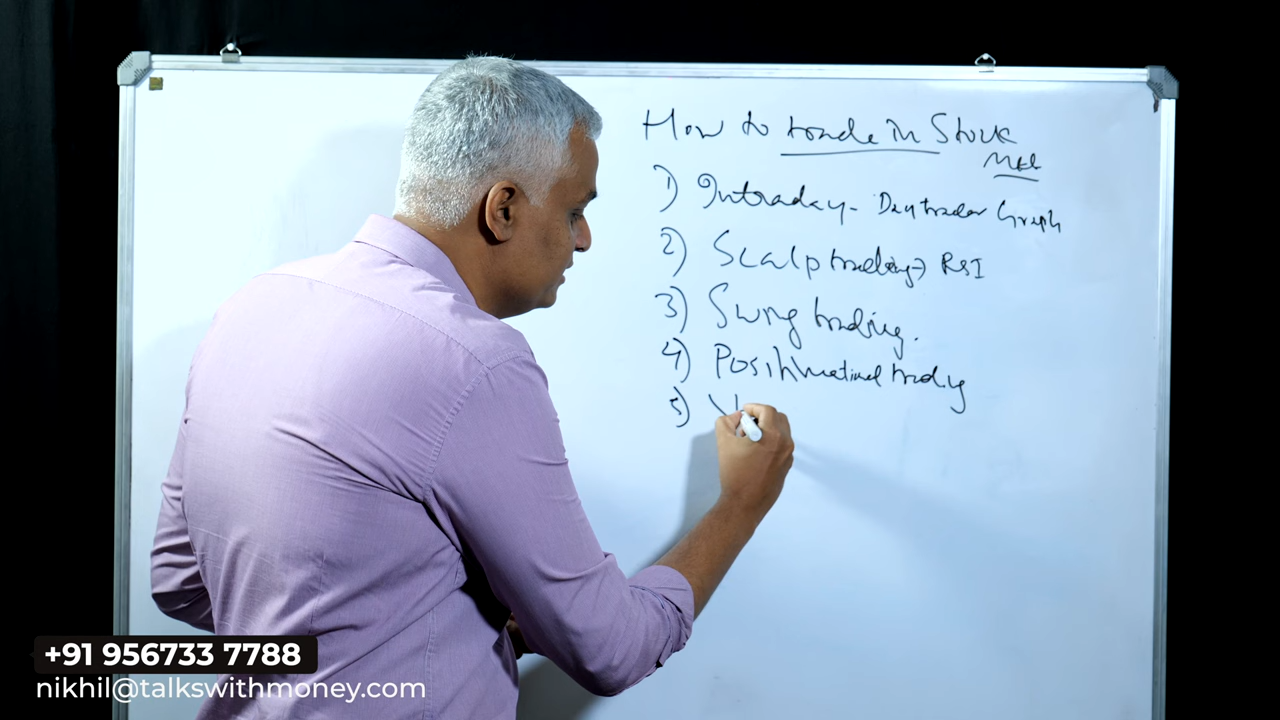 How to trade in Stock
Mkt
1) Intraday - Daytrader Graph
2) Scalp trading → RSI
3) Swing trading.
4) trading
5)
+91 956733 7788
nikhil@talkswithmoney.com